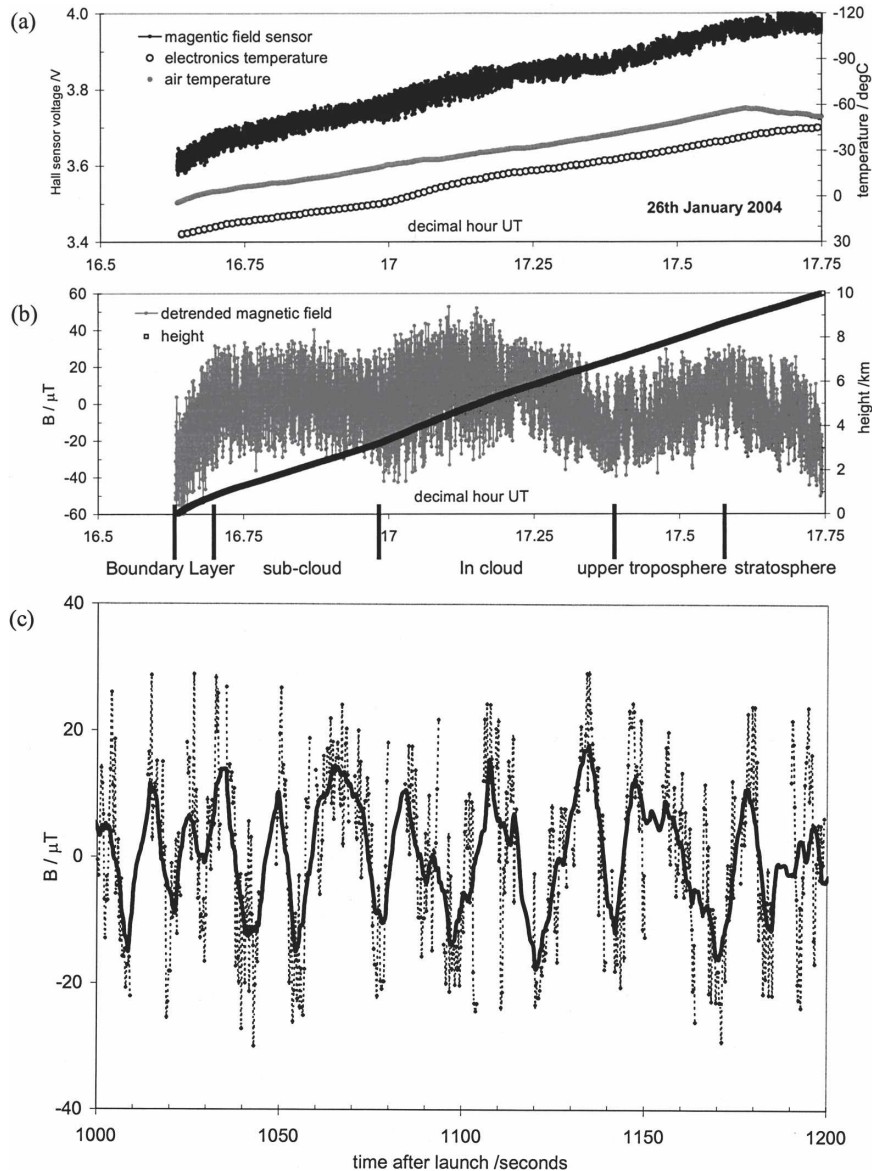 (a)
4.0
3.8
3.6
3.4
Hall sensor voltage /V
magentic field sensor
electronics temperature
air temperature
-120
-90
-60
-30
0
30
temperature / degC
26th January 2004
decimal hour UT
16.5 16.75 17 17.25 17.5 17.75
(b)
60
40
20
0
-20
-40
-60
B / μT
detrended magnetic field
height
10
8
6
4
2
0
height /km
decimal hour UT
16.5 16.75 17 17.25 17.5 17.75
Boundary Layer sub-cloud In cloud upper troposphere stratosphere
(c)
40
20
0
-20
-40
B / μT
1000 1050 1100 1150 1200
time after launch /seconds